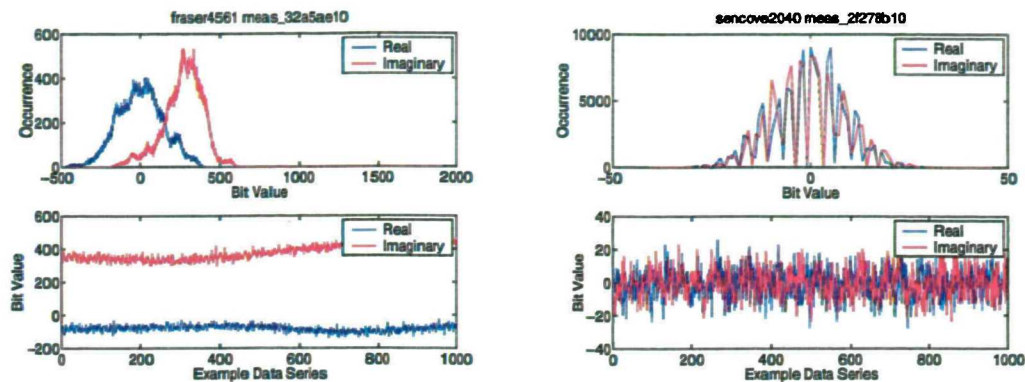 fraser4561 meas_32a5ae10
600
400
200
0
Occurrence
Real
Imaginary
-500 0 500 1000 1500 2000
Bit Value
600
400
200
0
-200
Bit Value
Real
Imaginary
0 200 400 600 800 1000
Example Data Series
sencove2040 meas_2f278b10
10000
5000
0
Occurrence
Real
Imaginary
-50 0 50
Bit Value
40
20
0
-20
-40
Bit Value
Real
Imaginary
0 200 400 600 800 1000
Example Data Series